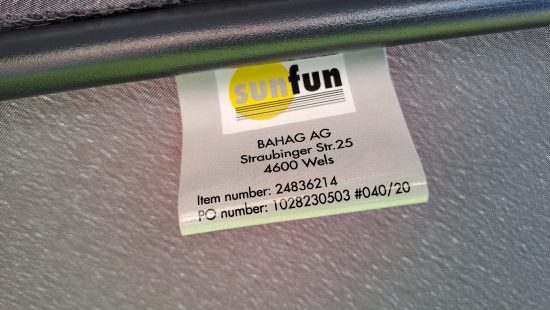 sunfun
BAHAG AG
Straubinger Str.25
4600 Wels
Item number: 24836214
PO number: 1028230503 #040/20